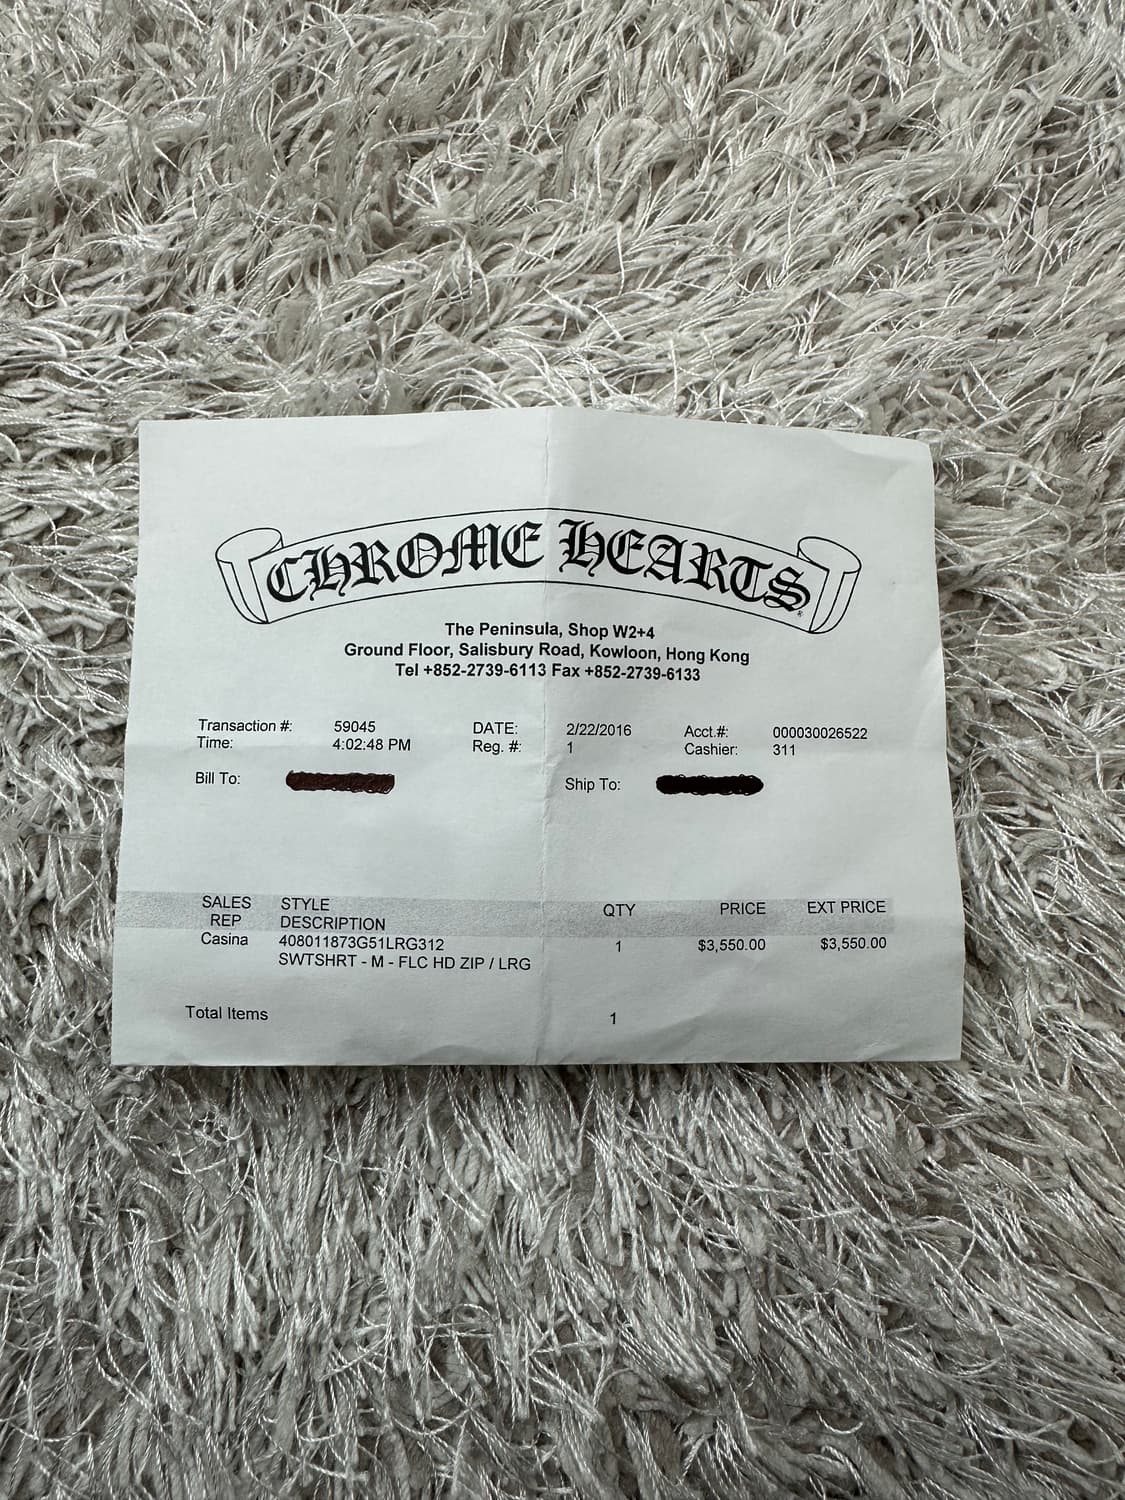 CHROME HEARTS®
The Peninsula, Shop W2+4
Ground Floor, Salisbury Road, Kowloon, Hong Kong
Tel +852-2739-6113 Fax +852-2739-6133
Transaction #: 59045 DATE: 2/22/2016 Acct.#: 000030026522
Time: 4:02:48 PM Reg. #: 1 Cashier: 311
Bill To: Ship To:
SALES STYLE QTY PRICE EXT PRICE
REP DESCRIPTION
Casina 408011873G51LRG312 1 $3,550.00 $3,550.00
SWTSHRT - M - FLC HD ZIP / LRG
Total Items 1